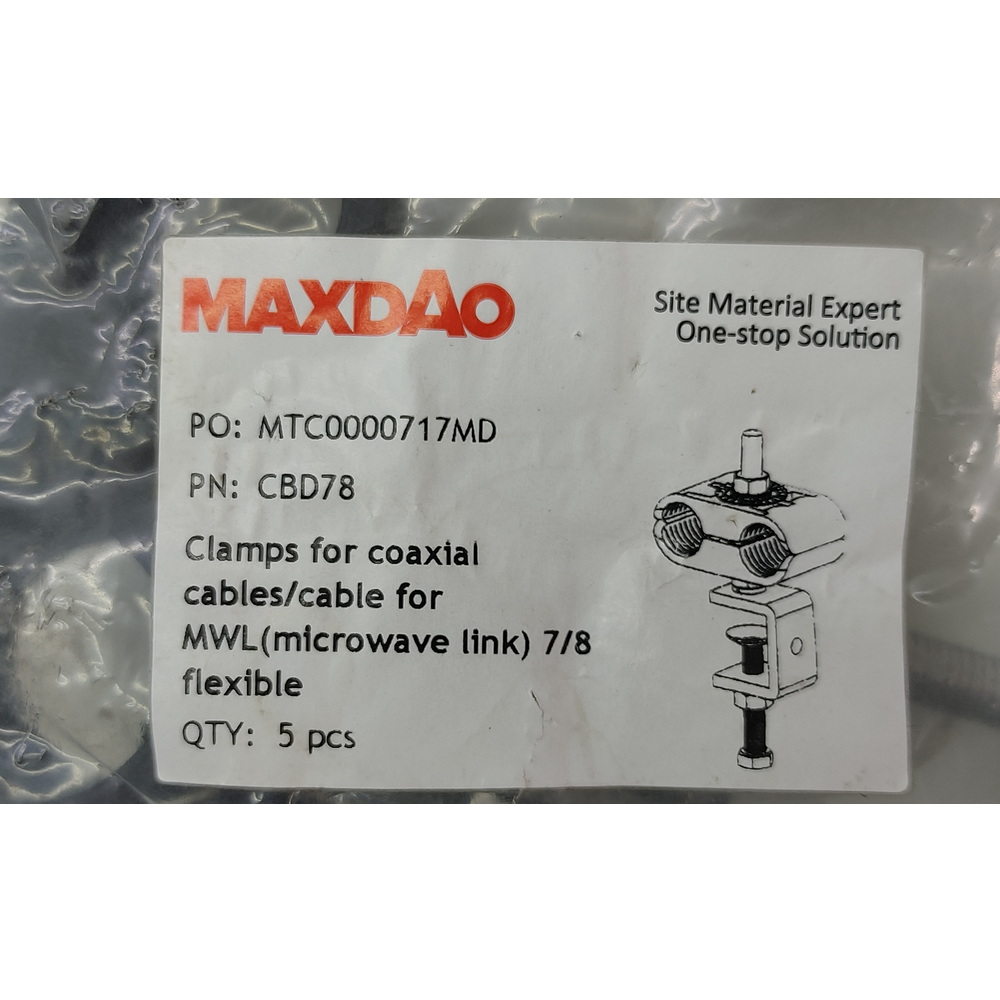 MAXDAO
Site Material Expert
One-stop Solution
PO: MTC0000717MD
PN: CBD78
Clamps for coaxial
cables/cable for
MWL(microwave link) 7/8
flexible
QTY: 5 pcs